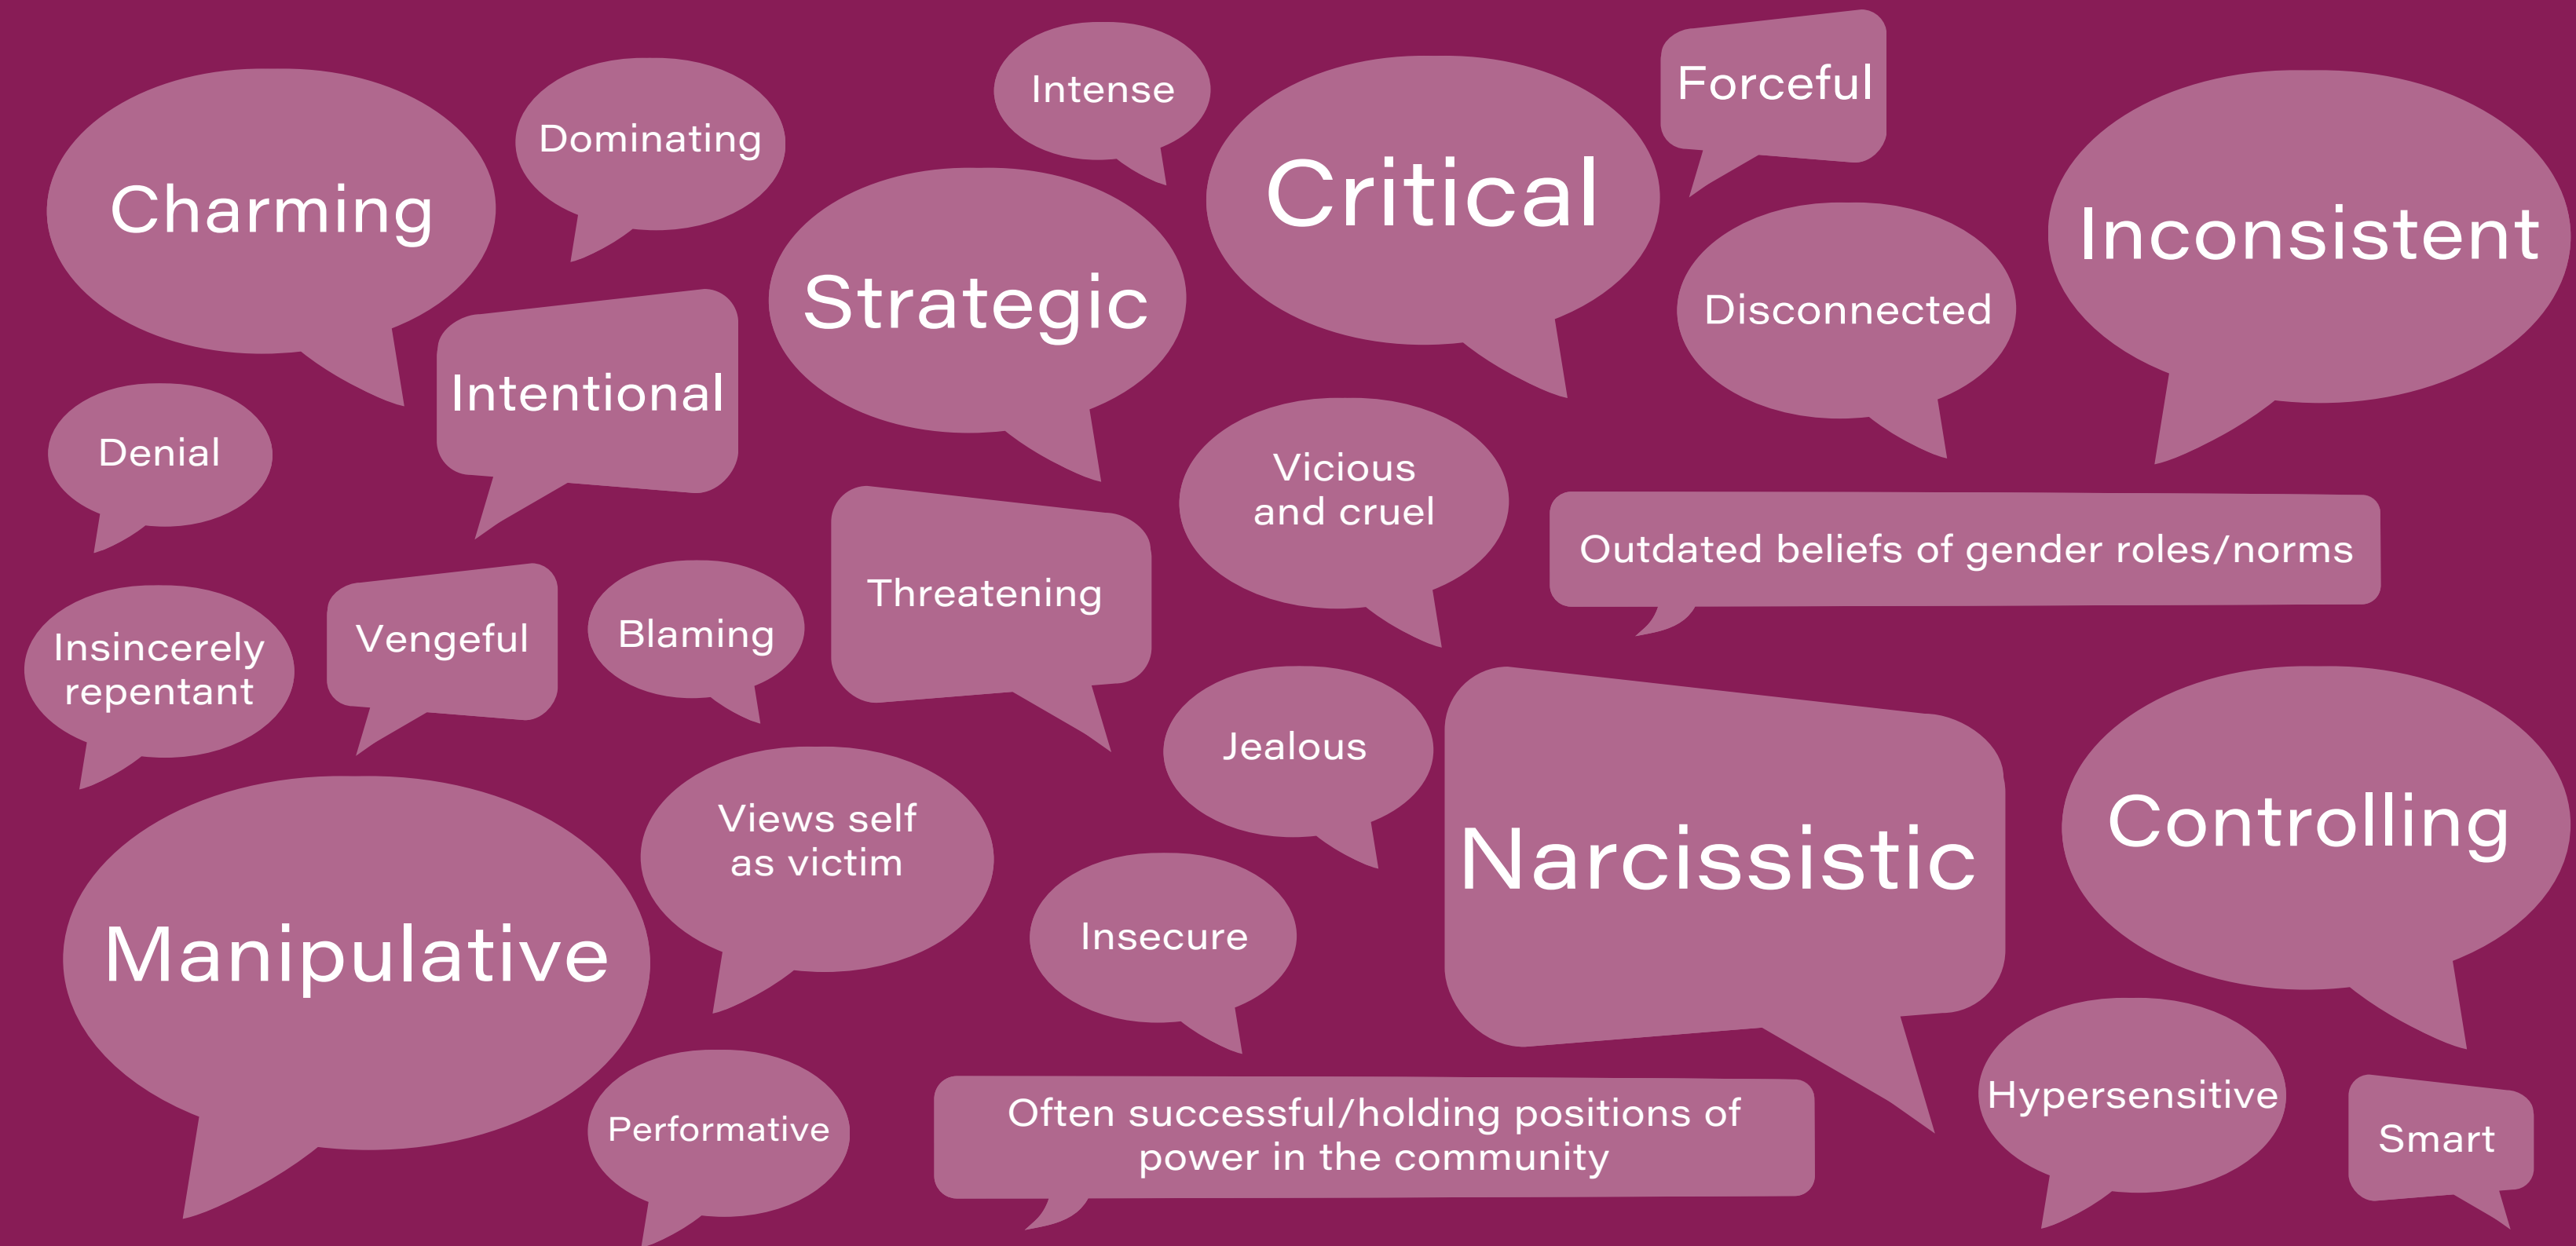 Intense
Forceful
Dominating
Critical
Charming
Inconsistent
Strategic
Disconnected
Intentional
Denial
Vicious
and cruel
Outdated beliefs of gender roles/norms
Threatening
Insincerely
repentant
Vengeful
Blaming
Jealous
Views self
as victim
Narcissistic
Controlling
Manipulative
Insecure
Hypersensitive
Performative
Often successful/holding positions of
power in the community
Smart